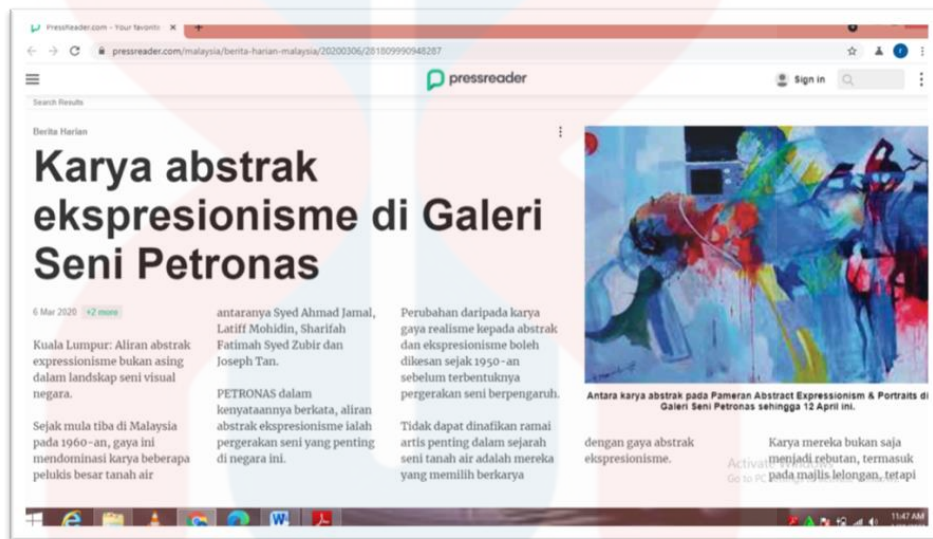 PressReader.com - Your favorite
pressreader.com/malaysia/berita-harian-malaysia/20200306/281809990948287
pressreader
Sign in
Search Results
Berita Harian
Karya abstrak
ekspresionisme di Galeri
Seni Petronas
6 Mar 2020 +2 more
Kuala Lumpur: Aliran abstrak
expressionisme bukan asing
dalam landskap seni visual
negara.
Sejak mula tiba di Malaysia
pada 1960-an, gaya ini
mendominasi karya beberapa
pelukis besar tanah air
antaranya Syed Ahmad Jamal,
Latiff Mohidin, Sharifah
Fatimah Syed Zubir dan
Joseph Tan.
PETRONAS dalam
kenyataannya berkata, aliran
abstrak ekspresionisme ialah
pergerakan seni yang penting
di negara ini.
Perubahan daripada karya
gaya realisme kepada abstrak
dan ekspresionisme boleh
dikesan sejak 1950-an
sebelum terbentuknya
pergerakan seni berpengaruh.
Tidak dapat dinafikan ramai
artis penting dalam sejarah
seni tanah air adalah mereka
yang memilih berkarya
Antara karya abstrak pada Pameran Abstract Expressionism & Portraits di
Galeri Seni Petronas sehingga 12 April ini.
dengan gaya abstrak
ekspresionisme.
Karya mereka bukan saja
menjadi rebutan, termasuk
pada majlis lelongan, tetapi
Activate Windows
Go to PC
11:47 AM